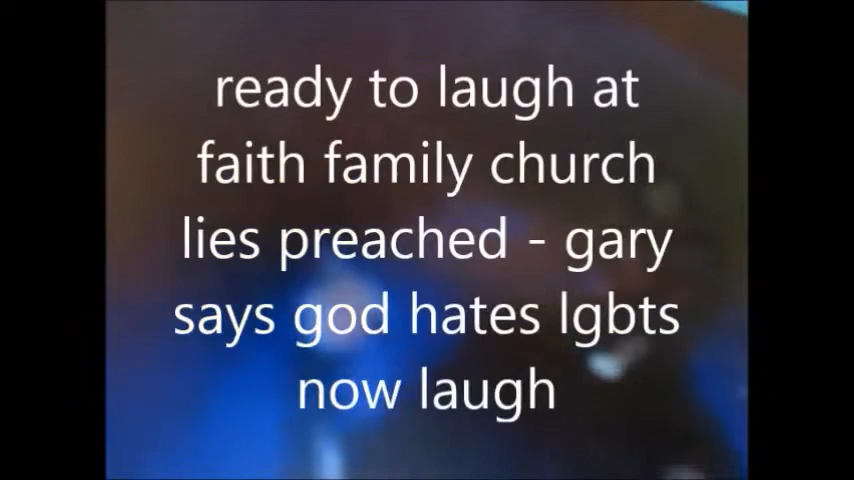 ready to laugh at
faith family church
lies preached - gary
says god hates lgbts
now laugh